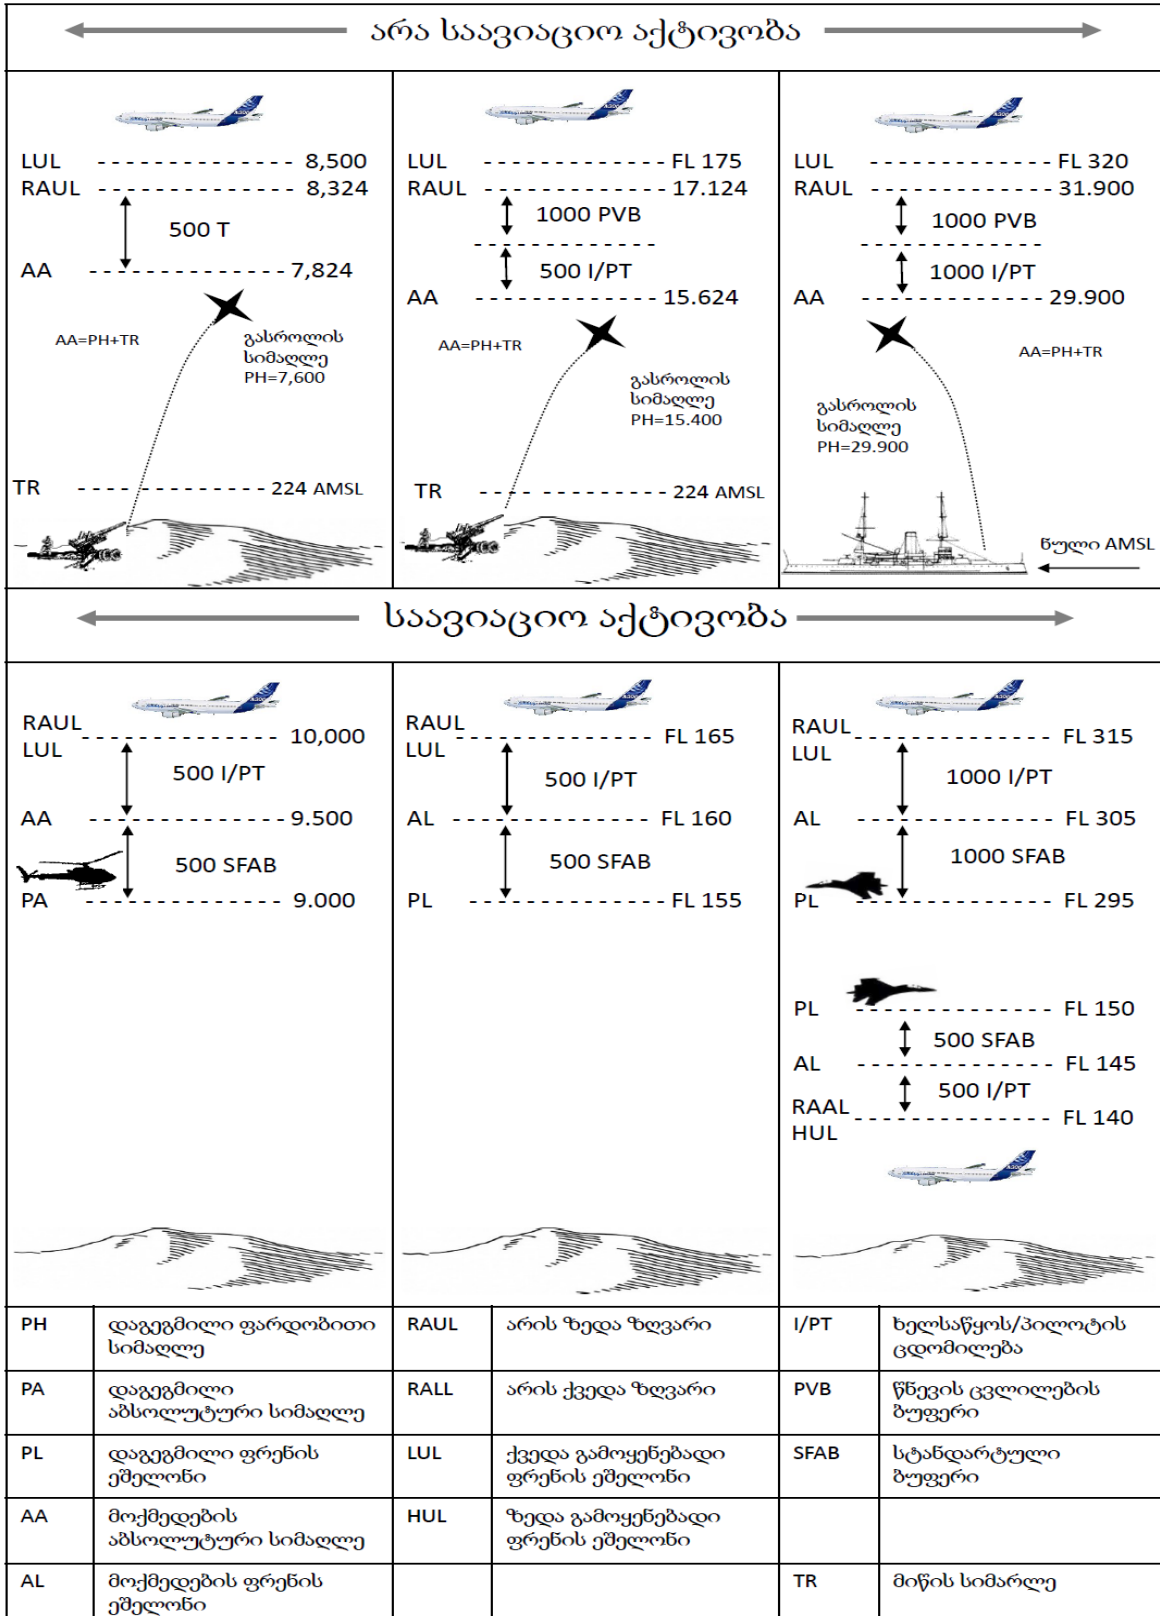 არა საავიაციო აქტივობა
LUL 8,500
RAUL 8,324
500 T
AA 7,824
AA=PH+TR
გასროლის
სიმაღლე
PH=7,600
TR 224 AMSL
LUL FL 175
RAUL 17.124
1000 PVB
500 I/PT
AA 15.624
AA=PH+TR
გასროლის
სიმაღლე
PH=15.400
TR 224 AMSL
LUL FL 320
RAUL 31.900
1000 PVB
1000 I/PT
AA 29.900
AA=PH+TR
გასროლის
სიმაღლე
PH=29.900
ნული AMSL
საავიაციო აქტივობა
RAUL
LUL 10,000
500 I/PT
AA 9.500
500 SFAB
PA 9.000
RAUL
LUL FL 165
500 I/PT
AL FL 160
500 SFAB
PL FL 155
RAUL
LUL FL 315
1000 I/PT
AL FL 305
1000 SFAB
PL FL 295
PL FL 150
500 SFAB
AL FL 145
500 I/PT
RAAL
HUL FL 140
PH დაგეგმილი ფარდობითი
სიმაღლე
RAUL არის ზედა ზღვარი
I/PT ხელსაწყოს/პილოტის
ცდომილება
PA დაგეგმილი
აბსოლუტური სიმაღლე
RALL არის ქვედა ზღვარი
PVB წნევის ცვლილების
ბუფერი
PL დაგეგმილი ფრენის
ეშელონი
LUL ქვედა გამოყენებადი
ფრენის ეშელონი
SFAB სტანდარტული
ბუფერი
AA მოქმედების
აბსოლუტური სიმაღლე
HUL ზედა გამოყენებადი
ფრენის ეშელონი
AL მოქმედების ფრენის
ეშელონი
TR მიწის სიმარლე